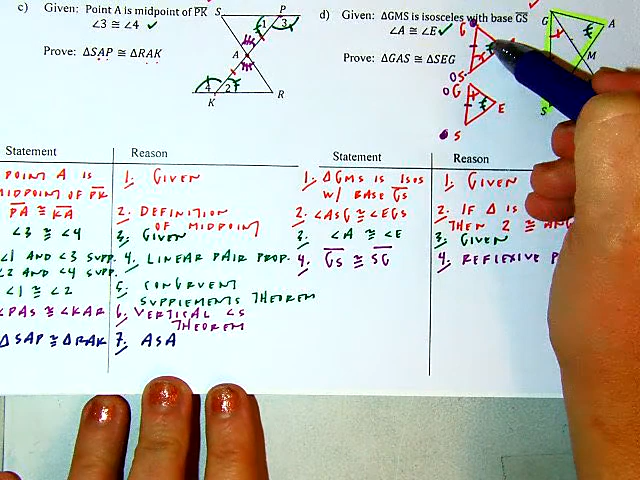 c) Given: Point A is midpoint of PK
∠3 ≅ ∠4 ✓
Prove: ΔSAP ≅ ΔRAK
S P
1 3
A
4 2
K R
d) Given: ΔGMS is isosceles with base GS
∠A ≅ ∠E ✓
Prove: ΔGAS ≅ ΔSEG
G
S
G
E
S
G A
M
S
Statement Reason
POINT A IS
MIDPOINT OF PK
1. GIVEN
PA ≅ KA
2. DEFINITION
OF MIDPOINT
∠3 ≅ ∠4
3. GIVEN
∠1 AND ∠3 SUPP.
∠2 AND ∠4 SUPP.
4. LINEAR PAIR PROP.
∠1 ≅ ∠2
5. CONGRUENT
SUPPLEMENTS THEOREM
∠PAS ≅ ∠KAR
6. VERTICAL ∠S
THEOREM
ΔSAP ≅ ΔRAK
7. ASA
Statement Reason
1. ΔGMS IS ISOS
W/ BASE GS
1. GIVEN
2. ∠ASG ≅ ∠EGS
2. IF Δ IS
THEN 2 ≅
3. ∠A ≅ ∠E
3. GIVEN
4. GS ≅ SG
4. REFLEXIVE P